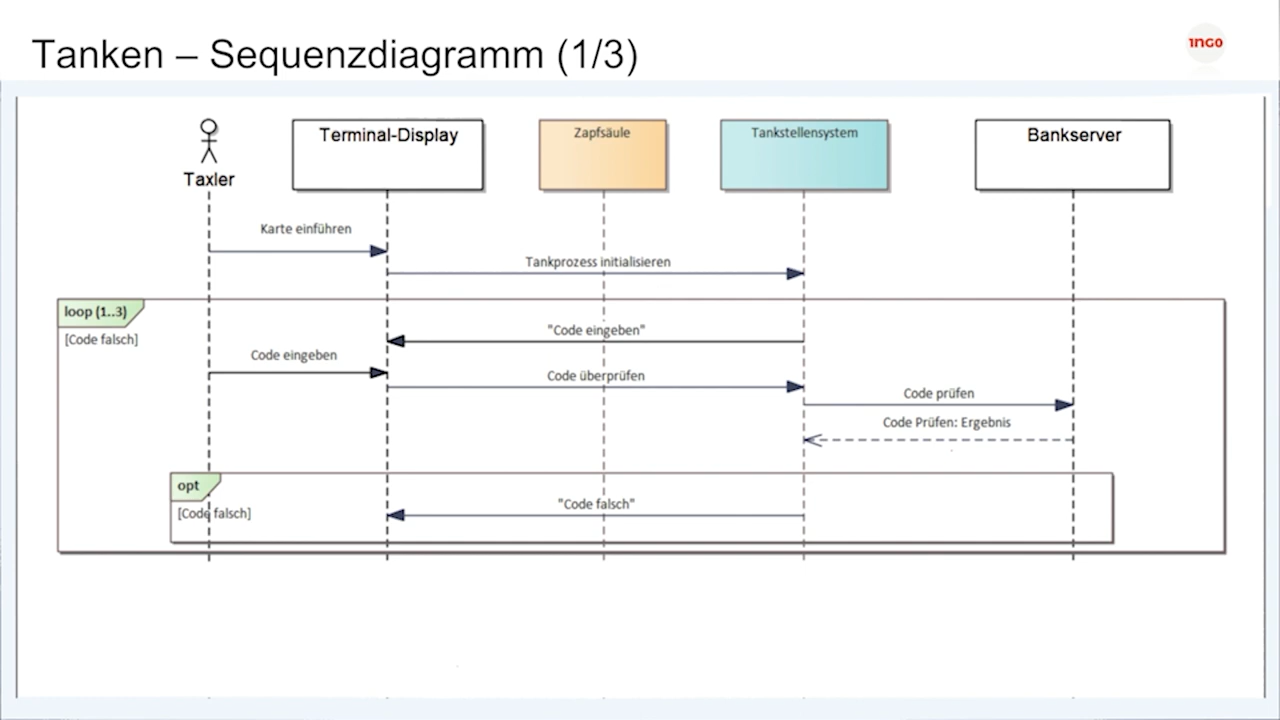 Tanken – Sequenzdiagramm (1/3)
1NGO
Taxler
Terminal-Display
Zapfsäule
Tankstellensystem
Bankserver
Karte einführen
Tankprozess initialisieren
loop (1..3)
[Code falsch]
"Code eingeben"
Code eingeben
Code überprüfen
Code prüfen
Code Prüfen: Ergebnis
opt
[Code falsch]
"Code falsch"